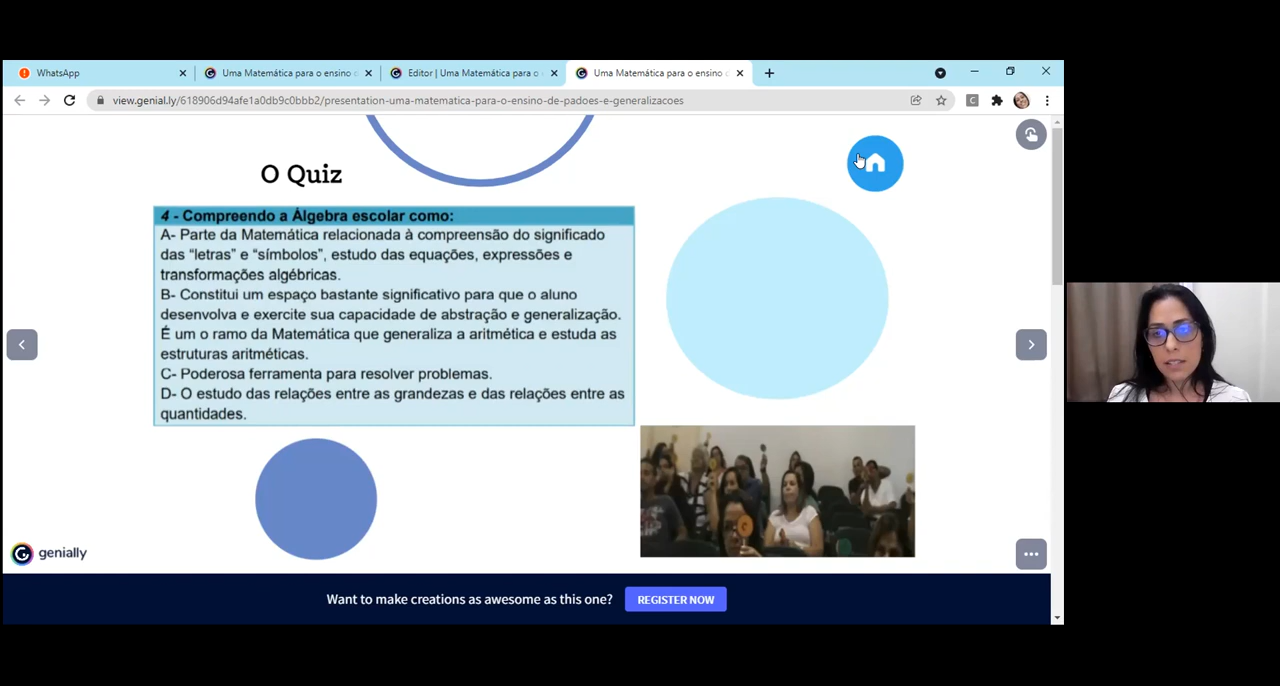 WhatsApp
Uma Matemática para o ensino d
Editor | Uma Matemática para o
Uma Matemática para o ensino d
view.genial.ly/618906d94afe1a0db9c0bbb2/presentation-uma-matematica-para-o-ensino-de-padoes-e-generalizacoes
O Quiz
4 - Compreendo a Álgebra escolar como:
A- Parte da Matemática relacionada à compreensão do significado
das “letras” e “símbolos”, estudo das equações, expressões e
transformações algébricas.
B- Constitui um espaço bastante significativo para que o aluno
desenvolva e exercite sua capacidade de abstração e generalização.
É um o ramo da Matemática que generaliza a aritmética e estuda as
estruturas aritméticas.
C- Poderosa ferramenta para resolver problemas.
D- O estudo das relações entre as grandezas e das relações entre as
quantidades.
genially
Want to make creations as awesome as this one?
REGISTER NOW